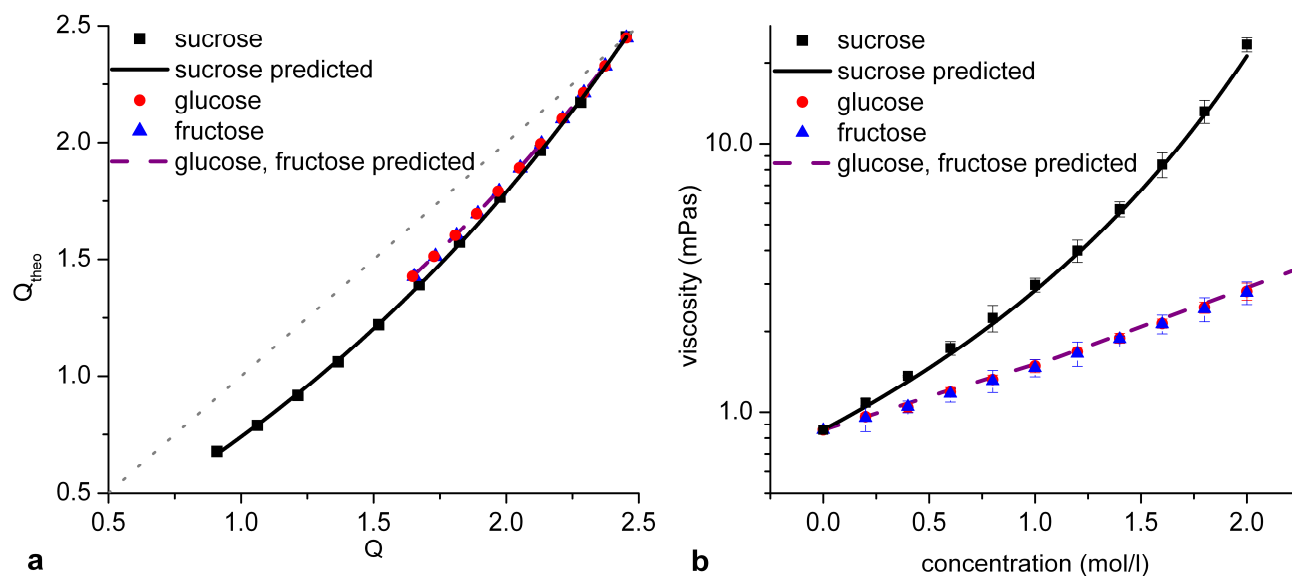 2.5
2.0
1.5
1.0
0.5
Q_theo
sucrose
sucrose predicted
glucose
fructose
glucose, fructose predicted
0.5 1.0 1.5 2.0 2.5
Q
a
10.0
1.0
viscosity (mPas)
sucrose
sucrose predicted
glucose
fructose
glucose, fructose predicted
0.0 0.5 1.0 1.5 2.0
concentration (mol/l)
b